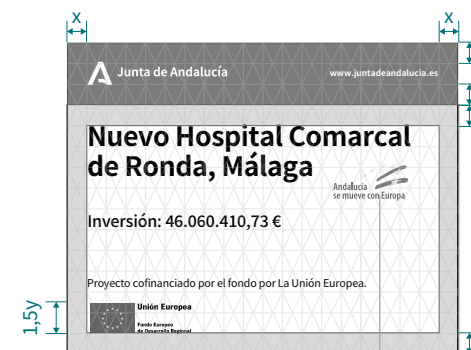 X X
Junta de Andalucía www.juntadeandalucia.es
Nuevo Hospital Comarcal
de Ronda, Málaga
Andalucía
se mueve con Europa
Inversión: 46.060.410,73 €
Proyecto cofinanciado por el fondo por La Unión Europea.
1,5y
Unión Europea
Fondo Europeo
de Desarrollo Regional